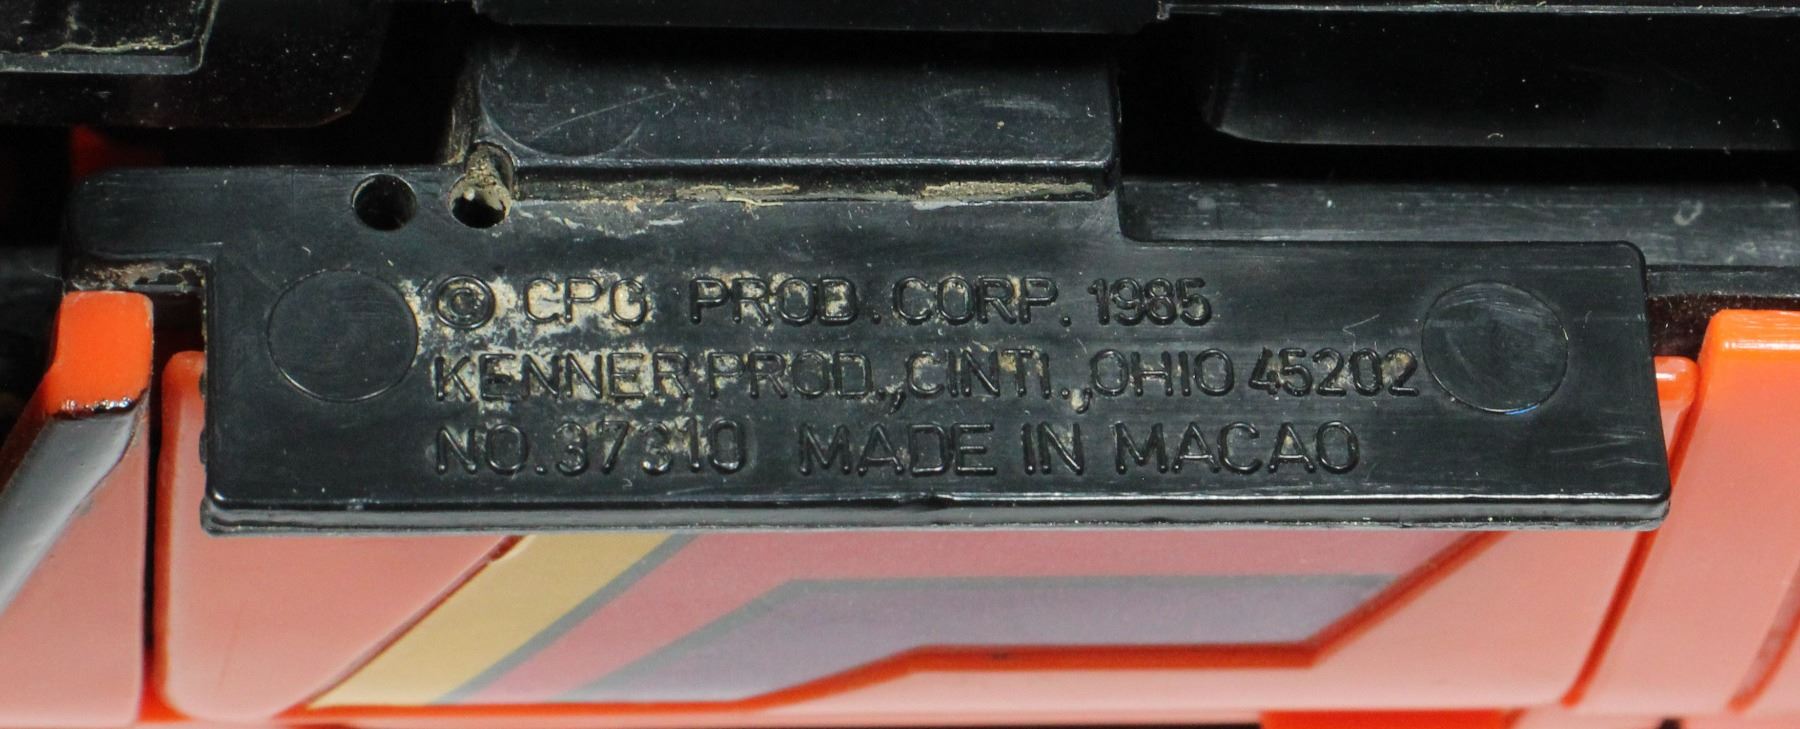 © CPG PROD. CORP. 1985
KENNER PROD., CINTI., OHIO 45202
NO. 37310 MADE IN MACAO